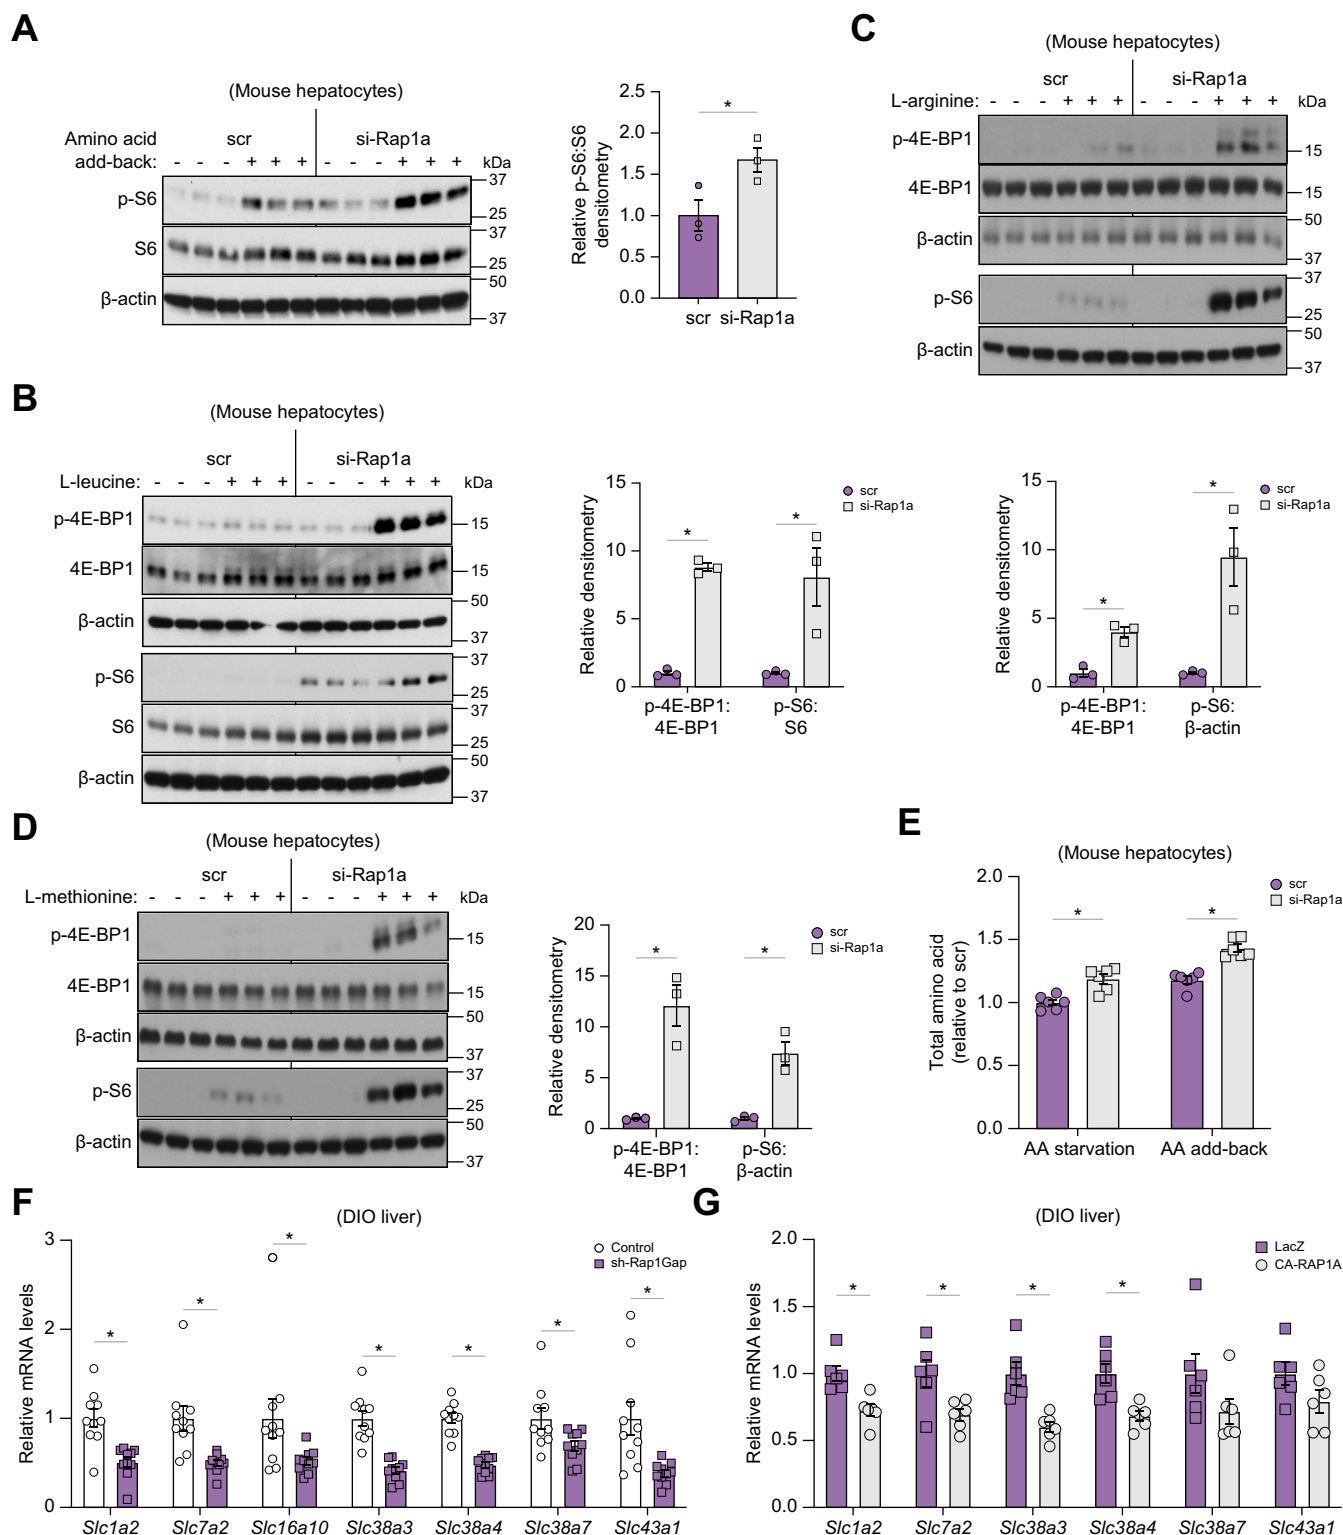 A
(Mouse hepatocytes)
Amino acid
add-back:
scr
si-Rap1a
- - - + + + - - - + + +
kDa
p-S6
37
25
S6
37
25
β-actin
50
37
Relative p-S6:S6
densitometry
2.5
2.0
1.5
1.0
0.5
0.0
*
scr si-Rap1a
C
(Mouse hepatocytes)
scr
si-Rap1a
L-arginine: - - - + + + - - - + + + kDa
p-4E-BP1
15
4E-BP1
15
β-actin
50
37
p-S6
37
25
β-actin
50
37
Relative densitometry
15
10
5
0
* *
scr
si-Rap1a
p-4E-BP1:
4E-BP1
p-S6:
β-actin
B
(Mouse hepatocytes)
scr
si-Rap1a
L-leucine: - - - + + + - - - + + + kDa
p-4E-BP1
15
4E-BP1
15
β-actin
50
37
p-S6
37
25
S6
37
25
β-actin
50
37
Relative densitometry
15
10
5
0
* *
scr
si-Rap1a
p-4E-BP1:
4E-BP1
p-S6:
S6
D
(Mouse hepatocytes)
scr
si-Rap1a
L-methionine: - - - + + + - - - + + + kDa
p-4E-BP1
15
4E-BP1
15
β-actin
50
37
p-S6
37
25
β-actin
50
37
Relative densitometry
20
15
10
5
0
* *
scr
si-Rap1a
p-4E-BP1:
4E-BP1
p-S6:
β-actin
E
(Mouse hepatocytes)
Total amino acid
(relative to scr)
2.0
1.5
1.0
0.5
0.0
* *
scr
si-Rap1a
AA starvation AA add-back
F
(DIO liver)
Relative mRNA levels
3
2
1
0
* * * * * * *
Control
sh-Rap1Gap
Slc1a2 Slc7a2 Slc16a10 Slc38a3 Slc38a4 Slc38a7 Slc43a1
G
(DIO liver)
Relative mRNA levels
2.0
1.5
1.0
0.5
0.0
* * * *
LacZ
CA-RAP1A
Slc1a2 Slc7a2 Slc38a3 Slc38a4 Slc38a7 Slc43a1